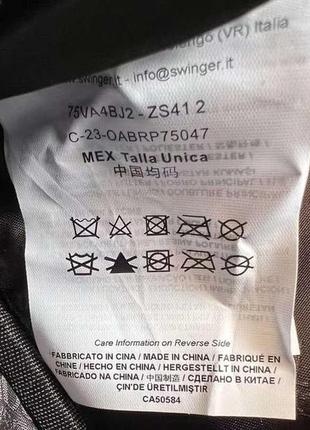 (VR) Italia
.it - info@swinger.it
75VA4BJ2 - ZS41 2
C-23-OABRP75047
MEX Talla Unica
中国均码
Care Information on Reverse Side
FABBRICATO IN CINA / MADE IN CHINA / FABRIQUÉ EN
CHINE / HECHO EN CHINA / HERGESTELLT IN CHINA /
FABRICADO NA CHINA / 中国制造 / СДЕЛАНО В КИТАЕ /
ÇİN'DE ÜRETİLMİŞTİR
CA50584